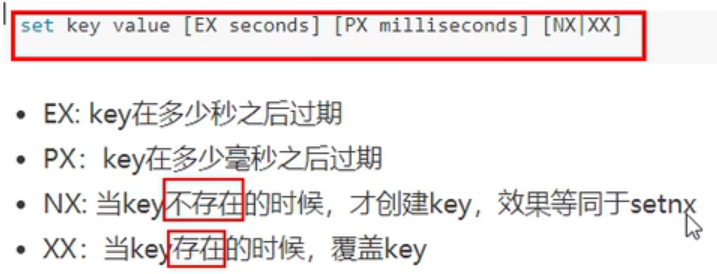 set key value [EX seconds] [PX milliseconds] [NX|XX]
• EX: key在多少秒之后过期
• PX：key在多少毫秒之后过期
• NX: 当key不存在的时候，才创建key，效果等同于setnx
• XX：当key存在的时候，覆盖key